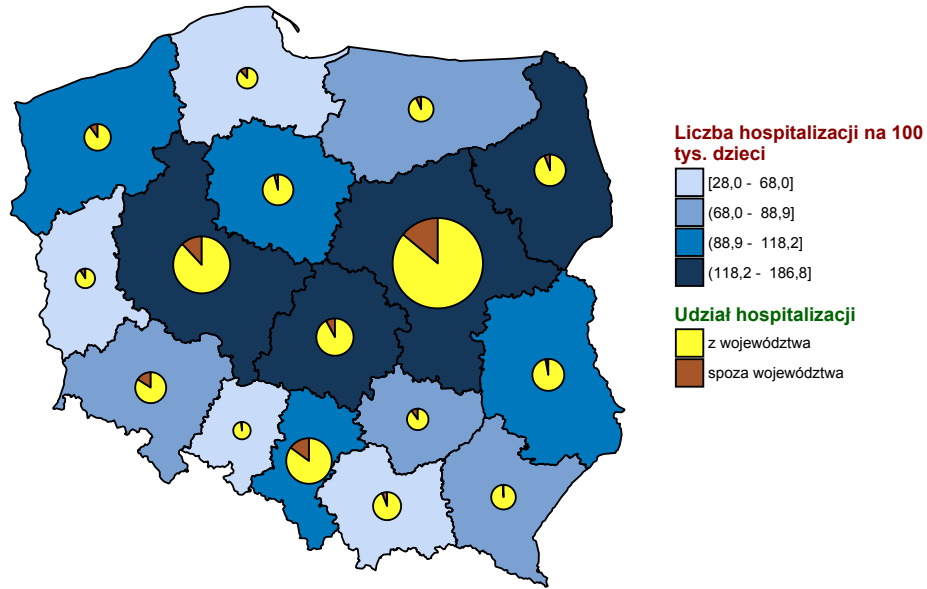 Liczba hospitalizacji na 100
tys. dzieci
[28,0 - 68,0]
(68,0 - 88,9]
(88,9 - 118,2]
(118,2 - 186,8]
Udział hospitalizacji
z województwa
spoza województwa